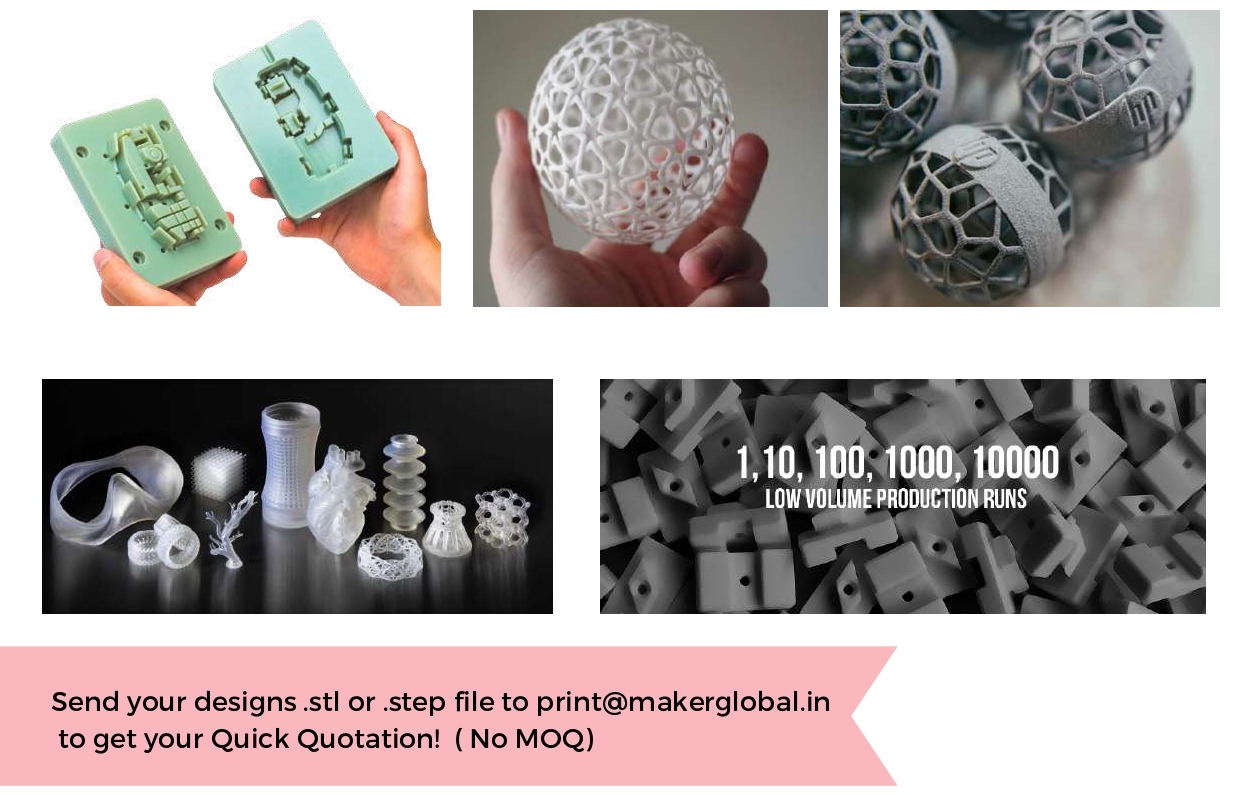 1,10, 100, 1000, 10000
LOW VOLUME PRODUCTION RUNS
Send your designs .stl or .step file to print@makerglobal.in
to get your Quick Quotation! ( No MOQ)